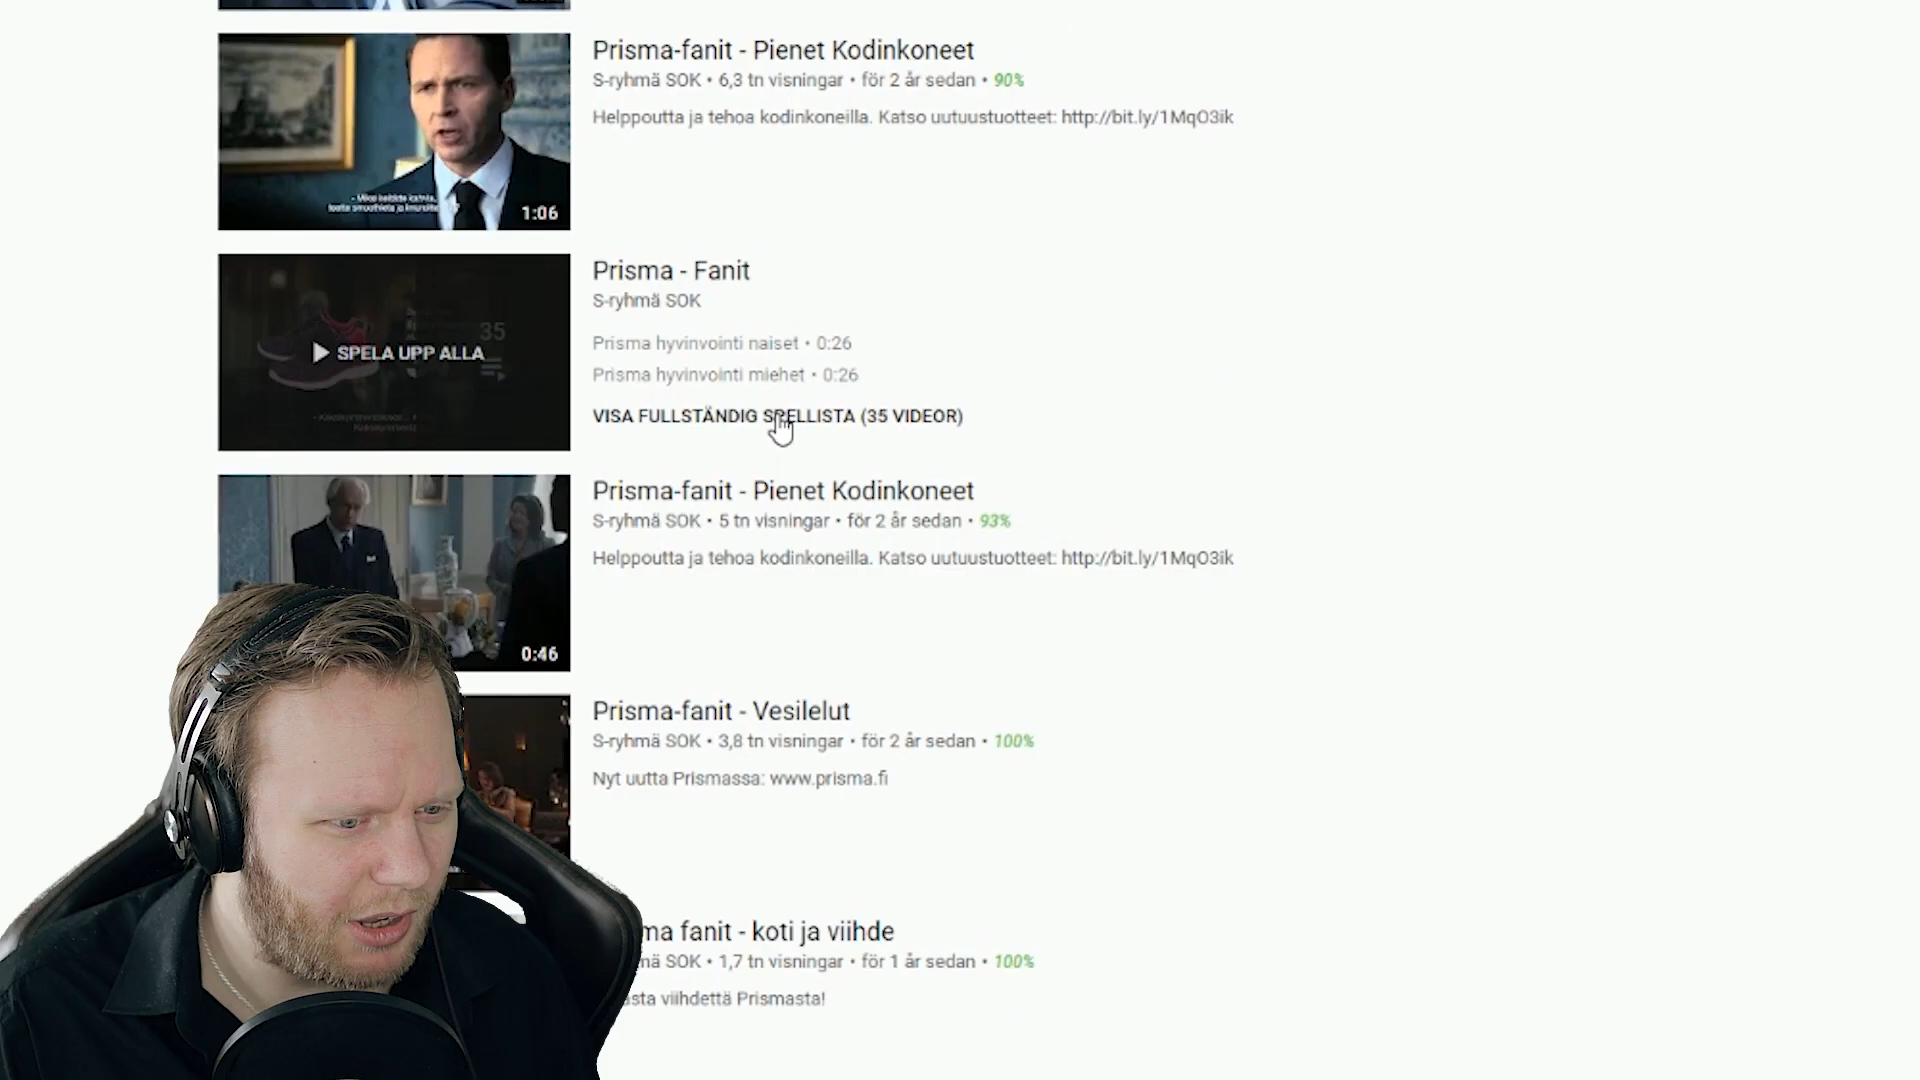 Prisma-fanit - Pienet Kodinkoneet
S-ryhmä SOK • 6,3 tn visningar • för 2 år sedan • 90%
Helppoutta ja tehoa kodinkoneilla. Katso uutuustuotteet: http://bit.ly/1MqO3ik
1:06
Prisma - Fanit
S-ryhmä SOK
35
SPELA UPP ALLA
Prisma hyvinvointi naiset • 0:26
Prisma hyvinvointi miehet • 0:26
VISA FULLSTÄNDIG SPELLISTA (35 VIDEOR)
Prisma-fanit - Pienet Kodinkoneet
S-ryhmä SOK • 5 tn visningar • för 2 år sedan • 93%
Helppoutta ja tehoa kodinkoneilla. Katso uutuustuotteet: http://bit.ly/1MqO3ik
0:46
Prisma-fanit - Vesilelut
S-ryhmä SOK • 3,8 tn visningar • för 2 år sedan • 100%
Nyt uutta Prismassa: www.prisma.fi
fanit - koti ja viihde
SOK • 1,7 tn visningar • för 1 år sedan • 100%
viihdettä Prismasta!